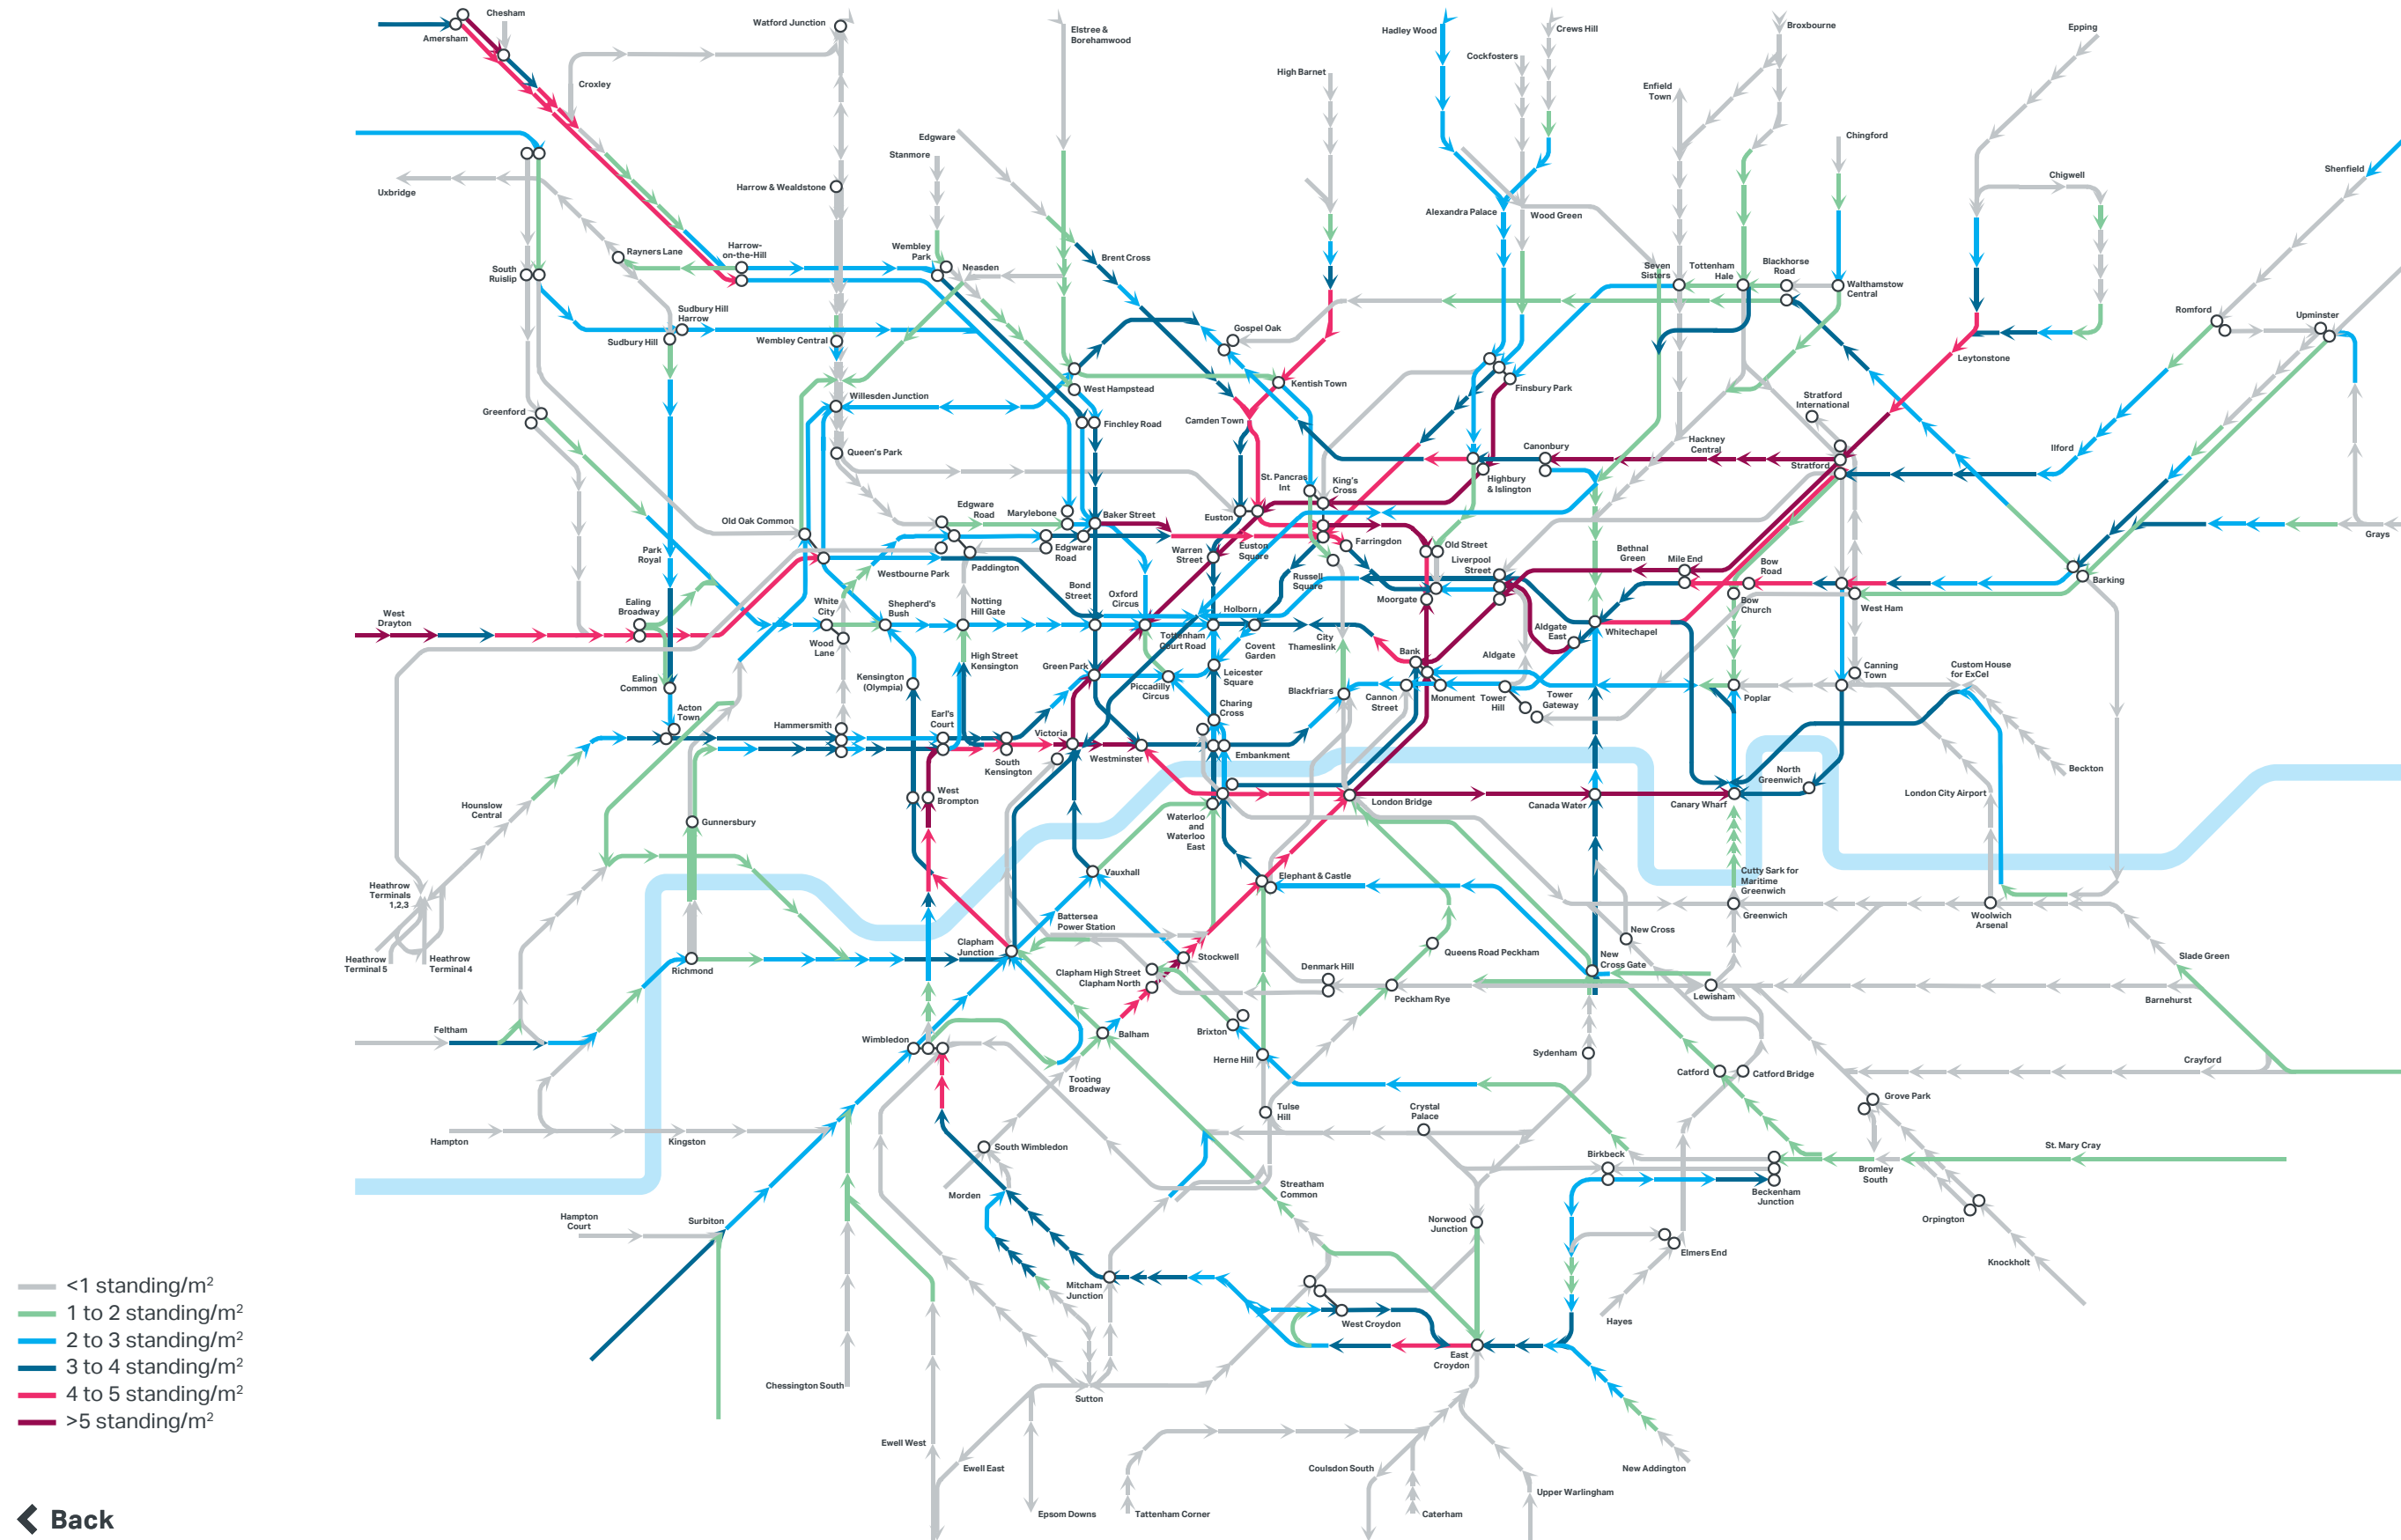 Chesham
Amersham
Watford Junction
Elstree &
Borehamwood
Hadley Wood
Crews Hill
Broxbourne
Epping
Croxley
Cockfosters
High Barnet
Enfield
Town
Edgware
Stanmore
Chingford
Shenfield
Uxbridge
Harrow & Wealdstone
Chigwell
Alexandra Palace
Wood Green
Rayners Lane
Harrow-
on-the-Hill
Wembley
Park
Neasden
Brent Cross
South
Ruislip
Seven
Sisters
Tottenham
Hale
Blackhorse
Road
Walthamstow
Central
Sudbury Hill
Harrow
Sudbury Hill
Wembley Central
Gospel Oak
Romford
Upminster
Leytonstone
West Hampstead
Kentish Town
Finsbury Park
Willesden Junction
Greenford
Finchley Road
Camden Town
Stratford
International
Queen's Park
Canonbury
Hackney
Central
Ilford
Stratford
St. Pancras
Int
King's
Cross
Highbury
& Islington
Old Oak Common
Edgware
Road
Marylebone
Baker Street
Euston
Grays
Park
Royal
Westbourne Park
Paddington
Edgware
Road
Warren
Street
Euston
Square
Farringdon
Old Street
Liverpool
Street
Bethnal
Green
Mile End
Bow
Road
Barking
Russell
Square
Moorgate
Bow
Church
West Ham
West
Drayton
Ealing
Broadway
White
City
Shepherd's
Bush
Notting
Hill Gate
Bond
Street
Oxford
Circus
Holborn
Wood
Lane
Tottenham
Court Road
Covent
Garden
City
Thameslink
Aldgate
East
Whitechapel
Ealing
Common
Kensington
(Olympia)
High Street
Kensington
Green Park
Piccadilly
Circus
Leicester
Square
Bank
Aldgate
Canning
Town
Custom House
for ExCel
Blackfriars
Cannon
Street
Monument
Tower
Hill
Tower
Gateway
Poplar
Acton
Town
Hammersmith
Earl's
Court
Victoria
Charing
Cross
South
Kensington
Westminster
Embankment
North
Greenwich
Beckton
Hounslow
Central
West
Brompton
London Bridge
Canada Water
Canary Wharf
London City Airport
Gunnersbury
Waterloo
and
Waterloo
East
Heathrow
Terminals
1,2,3
Vauxhall
Elephant & Castle
Cutty Sark for
Maritime
Greenwich
Greenwich
Woolwich
Arsenal
Battersea
Power Station
Clapham
Junction
New Cross
Heathrow
Terminal 5
Heathrow
Terminal 4
Richmond
Stockwell
Clapham High Street
Clapham North
Denmark Hill
Queens Road Peckham
New
Cross Gate
Slade Green
Peckham Rye
Lewisham
Barnehurst
Feltham
Wimbledon
Balham
Brixton
Herne Hill
Sydenham
Crayford
Tooting
Broadway
Catford
Catford Bridge
Hampton
Kingston
Tulse
Hill
Crystal
Palace
Grove Park
South Wimbledon
Birkbeck
St. Mary Cray
Bromley
South
Morden
Streatham
Common
Beckenham
Junction
Hampton
Court
Surbiton
Norwood
Junction
Orpington
Elmers End
Knockholt
<1 standing/m²
1 to 2 standing/m²
2 to 3 standing/m²
3 to 4 standing/m²
4 to 5 standing/m²
>5 standing/m²
Mitcham
Junction
West Croydon
Hayes
East
Croydon
Chessington South
Sutton
Ewell West
Ewell East
Coulsdon South
New Addington
Upper Warlingham
Epsom Downs
Tattenham Corner
Caterham
Back